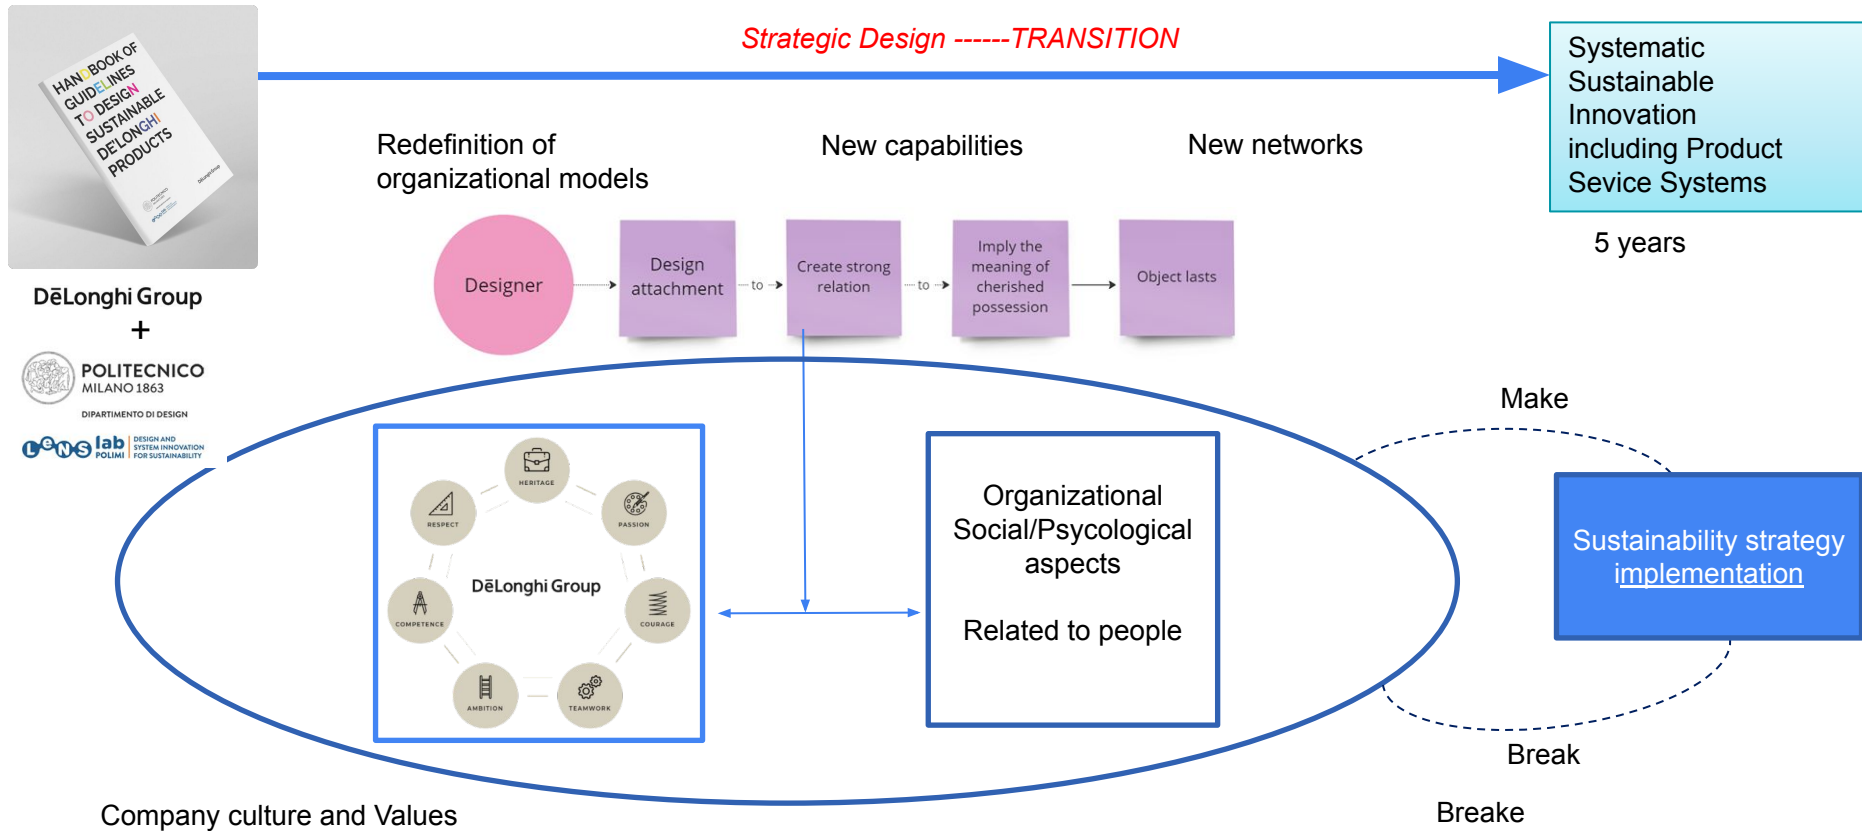 HANDBOOK OF
GUIDELINES
TO DESIGN
SUSTAINABLE
DE'LONGHI
PRODUCTS
DēLonghi Group
Strategic Design ------TRANSITION
Systematic
Sustainable
Innovation
including Product
Sevice Systems
5 years
Redefinition of
organizational models
New capabilities
New networks
Designer
Design
attachment
to
Create strong
relation
to
Imply the
meaning of
cherished
possession
Object lasts
DēLonghi Group
+
POLITECNICO
MILANO 1863
DIPARTIMENTO DI DESIGN
LeNS lab
POLIMI
DESIGN AND
SYSTEM INNOVATION
FOR SUSTAINABILITY
HERITAGE
RESPECT
PASSION
DēLonghi Group
COMPETENCE
COURAGE
AMBITION
TEAMWORK
Organizational
Social/Psycological
aspects
Related to people
Make
Sustainability strategy
implementation
Break
Breake
Company culture and Values